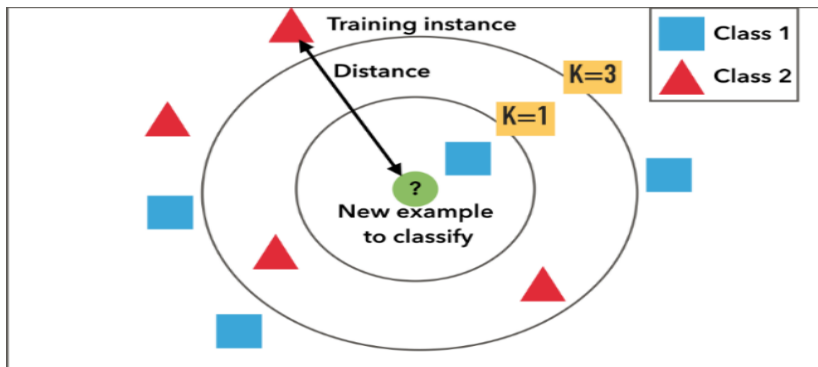 Training instance
Distance
K=3
K=1
?
New example
to classify
Class 1
Class 2